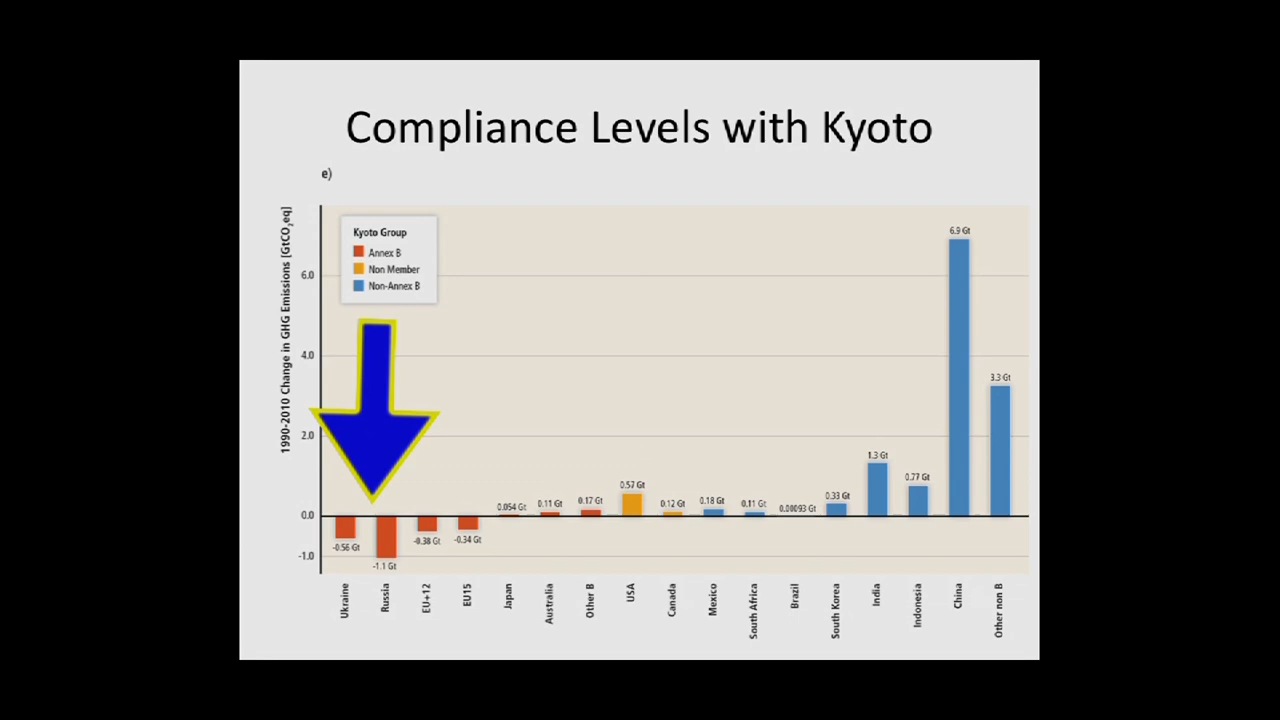 Compliance Levels with Kyoto
e)
1990-2010 Change in GHG Emissions [GtCO2eq]
Kyoto Group
Annex B
Non Member
Non-Annex B
6.0
4.0
2.0
0.0
-1.0
-0.56 Gt
-1.1 Gt
-0.38 Gt
-0.34 Gt
0.054 Gt
0.11 Gt
0.17 Gt
0.57 Gt
0.12 Gt
0.18 Gt
0.11 Gt
0.00093 Gt
0.33 Gt
1.3 Gt
0.77 Gt
6.9 Gt
3.3 Gt
Ukraine
Russia
EU+12
EU15
Japan
Australia
Other B
USA
Canada
Mexico
South Africa
Brazil
South Korea
India
Indonesia
China
Other non B